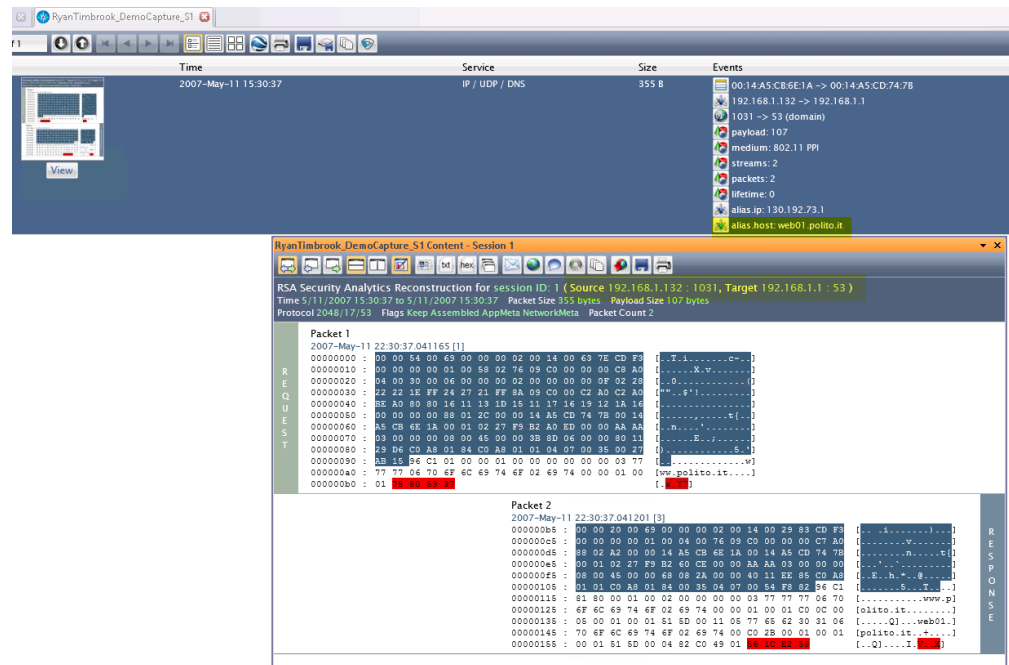 RyanTimbrook_DemoCapture_S1
f 1
Time Service Size Events
2007-May-11 15:30:37 IP / UDP / DNS 355 B
00:14:A5:CB:6E:1A -> 00:14:A5:CD:74:7B
192.168.1.132 -> 192.168.1.1
1031 -> 53 (domain)
payload: 107
medium: 802.11 PPI
streams: 2
packets: 2
lifetime: 0
alias.ip: 130.192.73.1
alias.host: web01.polito.it
View
RyanTimbrook_DemoCapture_S1 Content - Session 1
txt hex
RSA Security Analytics Reconstruction for session ID: 1 ( Source 192.168.1.132 : 1031, Target 192.168.1.1 : 53 )
Time 5/11/2007 15:30:37 to 5/11/2007 15:30:37 Packet Size 355 bytes Payload Size 107 bytes
Protocol 2048/17/53 Flags Keep Assembled AppMeta NetworkMeta Packet Count 2
REQUEST
Packet 1
2007-May-11 22:30:37.041165 [1]
00000000 : 00 00 54 00 69 00 00 00 02 00 14 00 63 7E CD F3 [..T.i.......c~..]
00000010 : 00 00 00 00 01 00 58 02 76 09 C0 00 00 00 C8 A0 [......X.v.......]
00000020 : 04 00 30 00 06 00 00 00 02 00 00 00 00 0F 02 28 [..0............(]
00000030 : 22 22 1E FF 24 27 21 FF 8A 09 C0 00 C2 A0 C2 A0 [""..$'!.........]
00000040 : BE A0 80 80 16 11 13 1D 15 11 17 16 19 12 1A 16 [................]
00000050 : 00 00 00 00 88 01 2C 00 00 14 A5 CD 74 7B 00 14 [......,.....t{..]
00000060 : A5 CB 6E 1A 00 01 02 27 F9 B2 A0 ED 00 00 AA AA [..n....'........]
00000070 : 03 00 00 00 08 00 45 00 00 3B 8D 06 00 00 80 11 [......E..;......]
00000080 : 29 D6 C0 A8 01 84 C0 A8 01 01 04 07 00 35 00 27 [)............5.']
00000090 : AB 15 96 C1 01 00 00 01 00 00 00 00 00 00 03 77 [...............w]
000000a0 : 77 77 06 70 6F 6C 69 74 6F 02 69 74 00 00 01 00 [ww.polito.it....]
000000b0 : 01
Packet 2
2007-May-11 22:30:37.041201 [3]
000000b5 : 00 00 20 00 69 00 00 00 02 00 14 00 29 83 CD F3 [.. .i.......)...]
000000c5 : 00 00 00 00 01 00 04 00 76 09 C0 00 00 00 C7 A0 [........v.......]
000000d5 : 88 02 A2 00 00 14 A5 CB 6E 1A 00 14 A5 CD 74 7B [........n.....t{]
000000e5 : 00 01 02 27 F9 B2 60 CE 00 00 AA AA 03 00 00 00 [...'..`.........]
000000f5 : 08 00 45 00 00 68 08 2A 00 00 40 11 EE 85 C0 A8 [..E..h.*..@.....]
00000105 : 01 01 C0 A8 01 84 00 35 04 07 00 54 F8 82 96 C1 [.......5...T....]
00000115 : 81 80 00 01 00 02 00 00 00 00 03 77 77 77 06 70 [...........www.p]
00000125 : 6F 6C 69 74 6F 02 69 74 00 00 01 00 01 C0 0C 00 [olito.it........]
00000135 : 05 00 01 00 01 51 5D 00 11 05 77 65 62 30 31 06 [.....Q]...web01.]
00000145 : 70 6F 6C 69 74 6F 02 69 74 00 C0 2B 00 01 00 01 [polito.it..+....]
00000155 : 00 01 51 5D 00 04 82 C0 49 01
RESPONSE